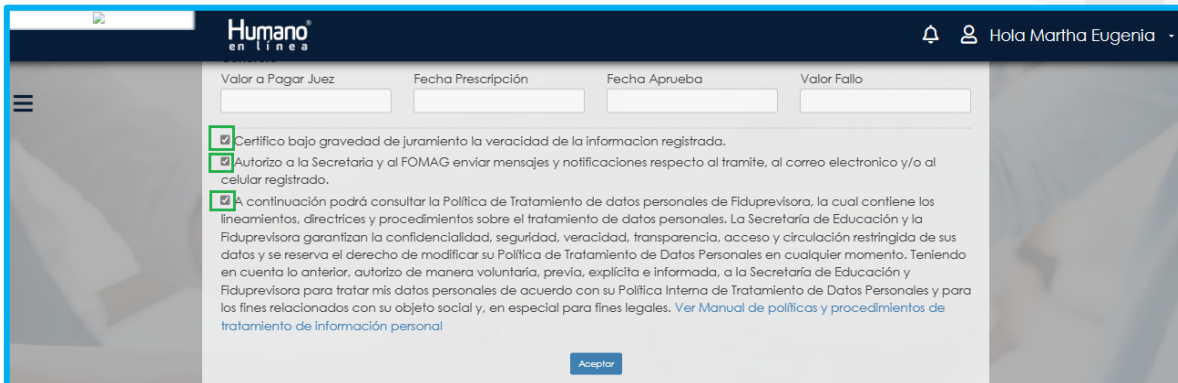 Humano®
en línea
Hola Martha Eugenia
Valor a Pagar Juez Fecha Prescripción Fecha Aprueba Valor Fallo
Certifico bajo gravedad de juramento la veracidad de la informacion registrada.
Autorizo a la Secretaria y al FOMAG enviar mensajes y notificaciones respecto al tramite, al correo electronico y/o al
celular registrado.
A continuación podrá consultar la Política de Tratamiento de datos personales de Fiduprevisora, la cual contiene los
lineamientos, directrices y procedimientos sobre el tratamiento de datos personales. La Secretaría de Educación y la
Fiduprevisora garantizan la confidencialidad, seguridad, veracidad, transparencia, acceso y circulación restringida de sus
datos y se reserva el derecho de modificar su Política de Tratamiento de Datos Personales en cualquier momento. Teniendo
en cuenta lo anterior, autorizo de manera voluntaria, previa, explícita e informada, a la Secretaría de Educación y
Fiduprevisora para tratar mis datos personales de acuerdo con su Política Interna de Tratamiento de Datos Personales y para
los fines relacionados con su objeto social y, en especial para fines legales. Ver Manual de políticas y procedimientos de
tratamiento de información personal
Aceptar